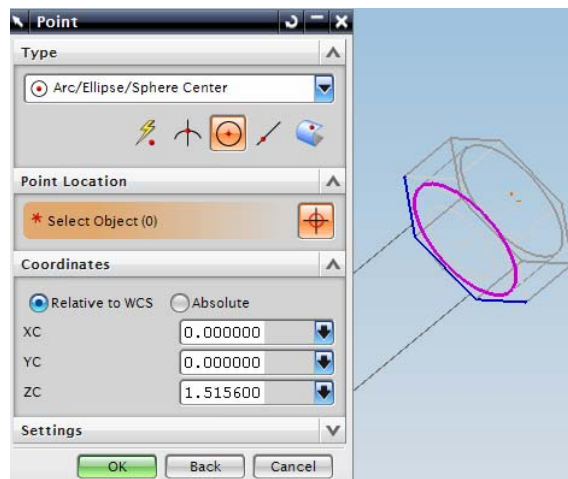 Point
Type
Arc/Ellipse/Sphere Center
Point Location
* Select Object (0)
Coordinates
Relative to WCS Absolute
XC 0.000000
YC 0.000000
ZC 1.515600
Settings
OK Back Cancel